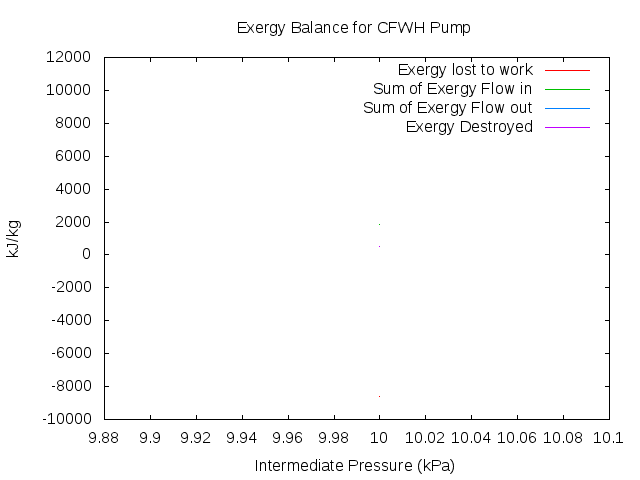 Exergy Balance for CFWH Pump
12000
10000
8000
6000
4000
2000
0
-2000
-4000
-6000
-8000
-10000
kJ/kg
Exergy lost to work
Sum of Exergy Flow in
Sum of Exergy Flow out
Exergy Destroyed
9.88 9.9 9.92 9.94 9.96 9.98 10 10.02 10.04 10.06 10.08 10.1
Intermediate Pressure (kPa)